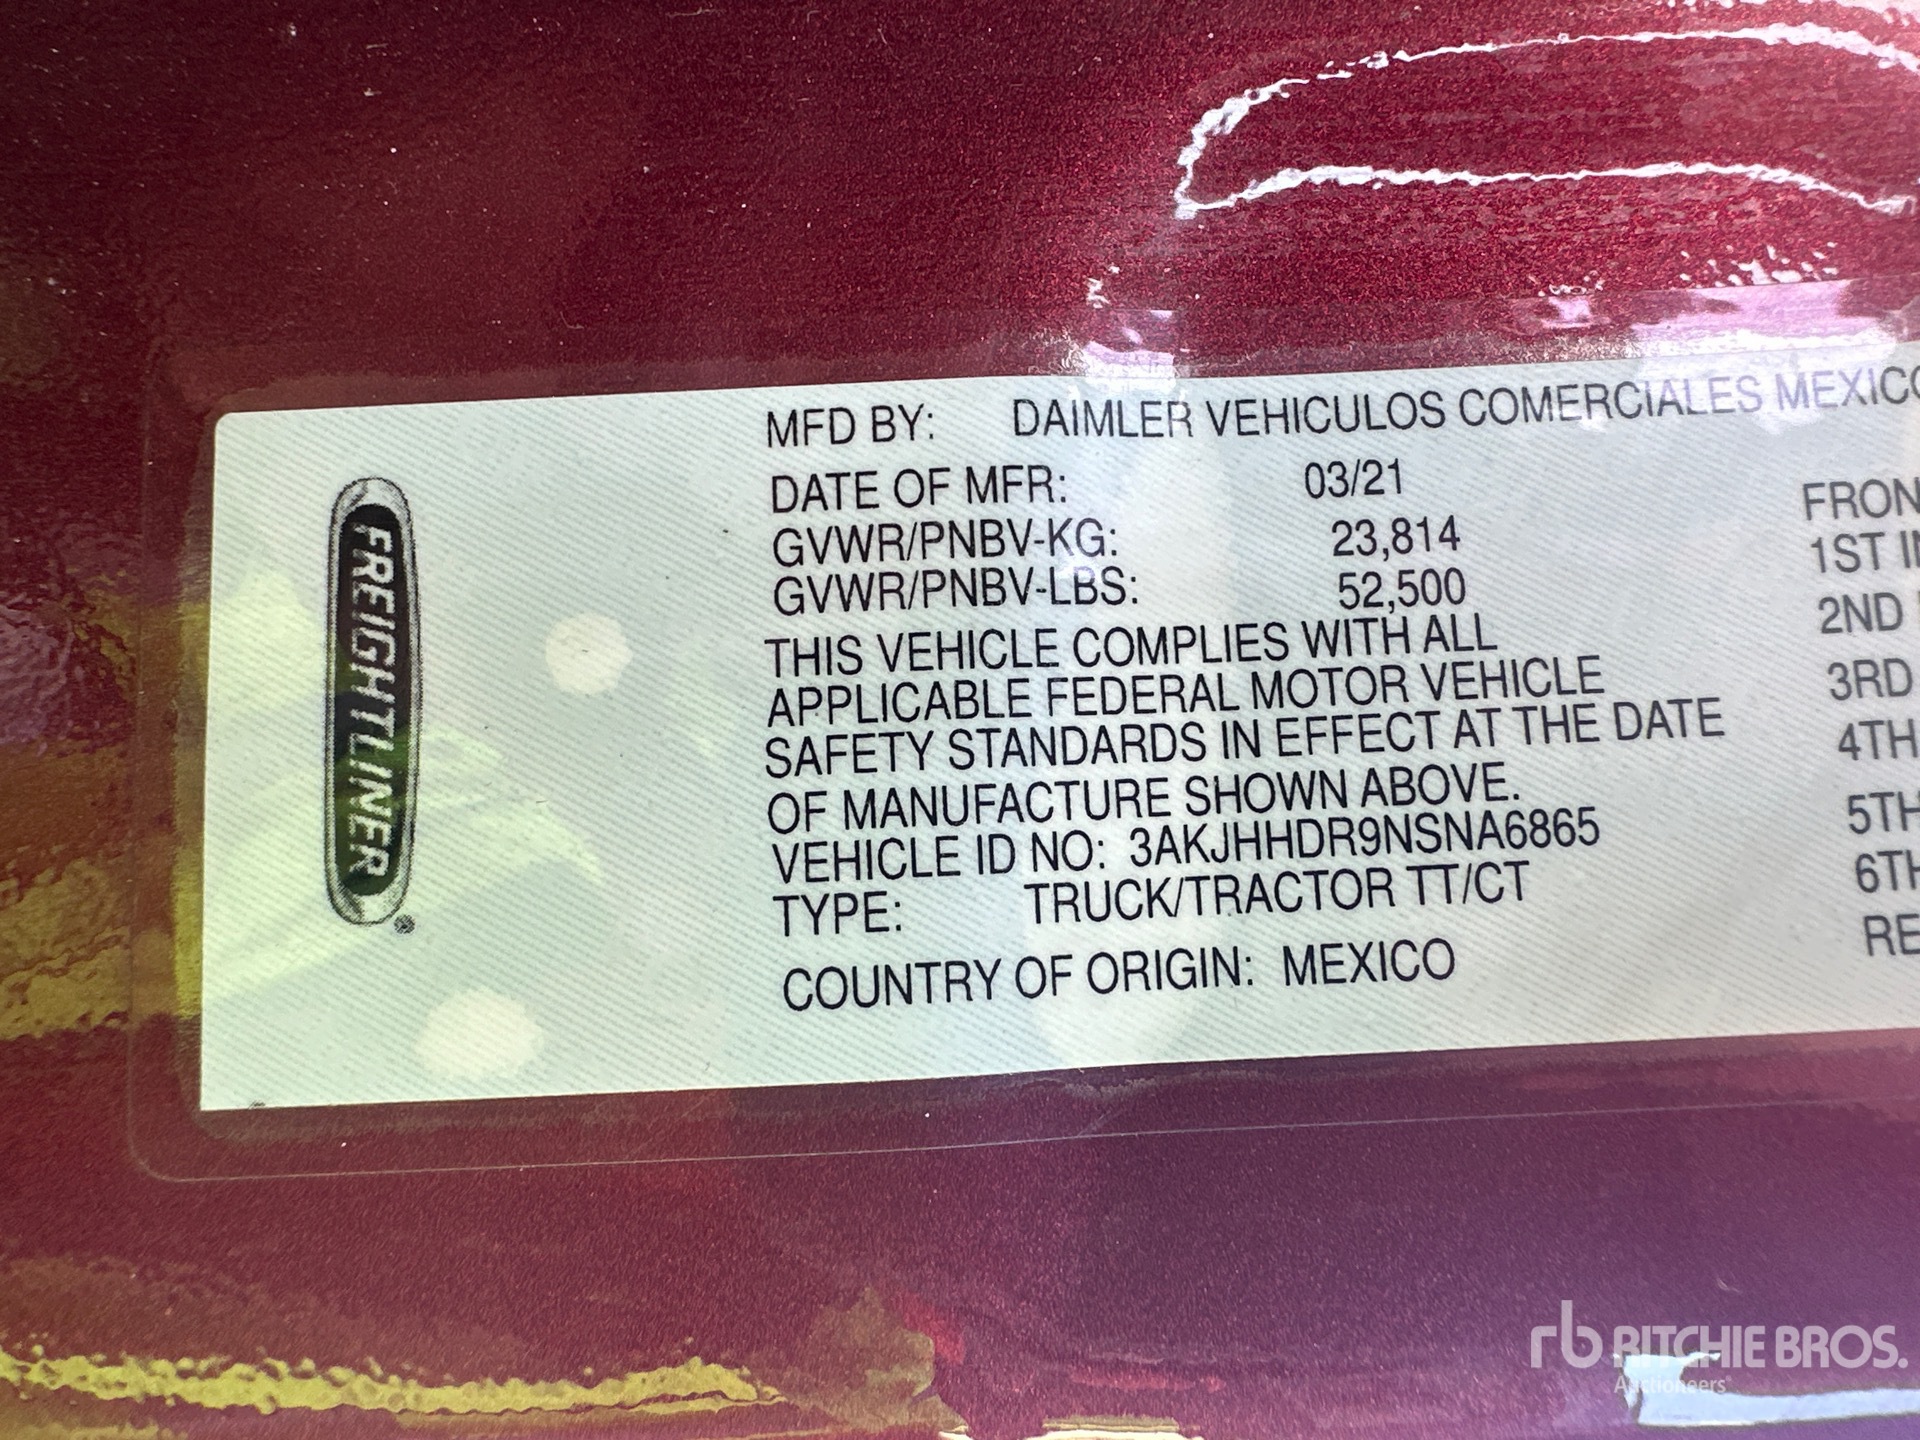 FREIGHTLINER®
MFD BY: DAIMLER VEHICULOS COMERCIALES MEXICO
DATE OF MFR: 03/21
GVWR/PNBV-KG: 23,814
GVWR/PNBV-LBS: 52,500
THIS VEHICLE COMPLIES WITH ALL
APPLICABLE FEDERAL MOTOR VEHICLE
SAFETY STANDARDS IN EFFECT AT THE DATE
OF MANUFACTURE SHOWN ABOVE.
VEHICLE ID NO: 3AKJHHDR9NSNA6865
TYPE: TRUCK/TRACTOR TT/CT
COUNTRY OF ORIGIN: MEXICO
FRON
1ST IN
2ND
3RD
4TH
5TH
6TH
RE
rb RITCHIE BROS.
Auctioneers